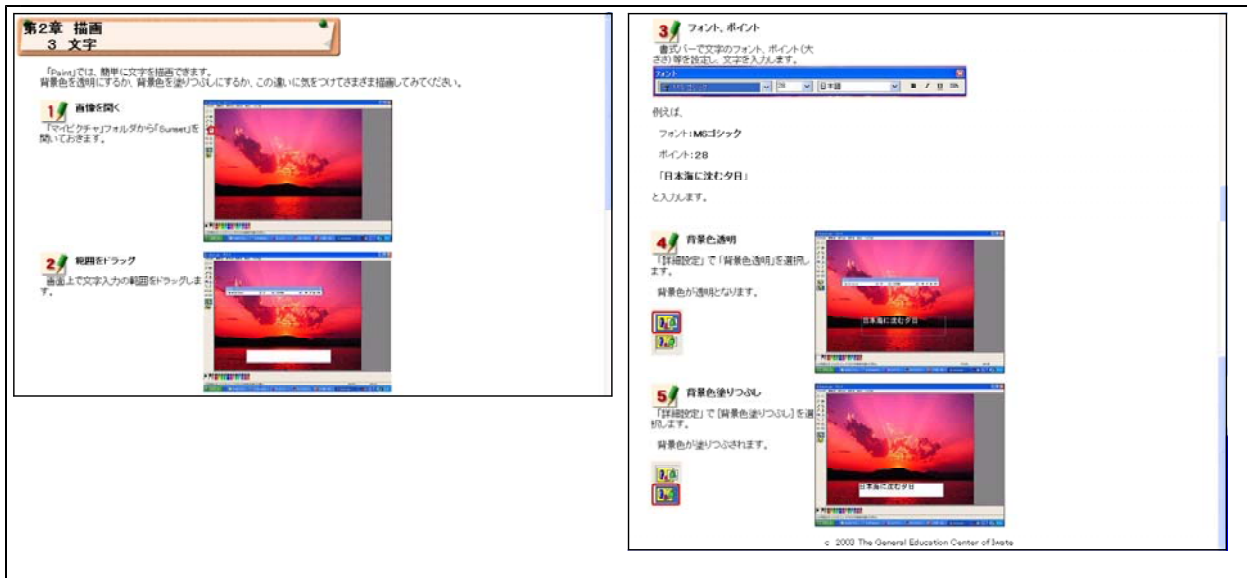 第2章 描画
3 文字
「Paint」では、簡単に文字を描画できます。
背景色を透明にするか、背景色を塗りつぶしにするか、この違いに気をつけてさまざま描画してみてください。
1 画像を開く
「マイピクチャ」フォルダから「Sunset」を
開いておきます。
2 範囲をドラッグ
画面上で文字入力の範囲をドラッグしま
す。
3 フォント、ポイント
書式バーで文字のフォント、ポイント(大
きさ)等を設定し、文字を入力します。
フォント
28 日本語 B I U
例えば、
フォント:MSゴシック
ポイント:28
「日本海に沈む夕日」
と入力します。
4 背景色透明
「詳細設定」で「背景色透明」を選択し
ます。
背景色が透明となります。
日本海に沈む夕日
5 背景色塗りつぶし
「詳細設定」で[背景色塗りつぶし]を選
択します。
背景色が塗りつぶされます。
日本海に沈む夕日
c 2003 The General Education Center of Iwate